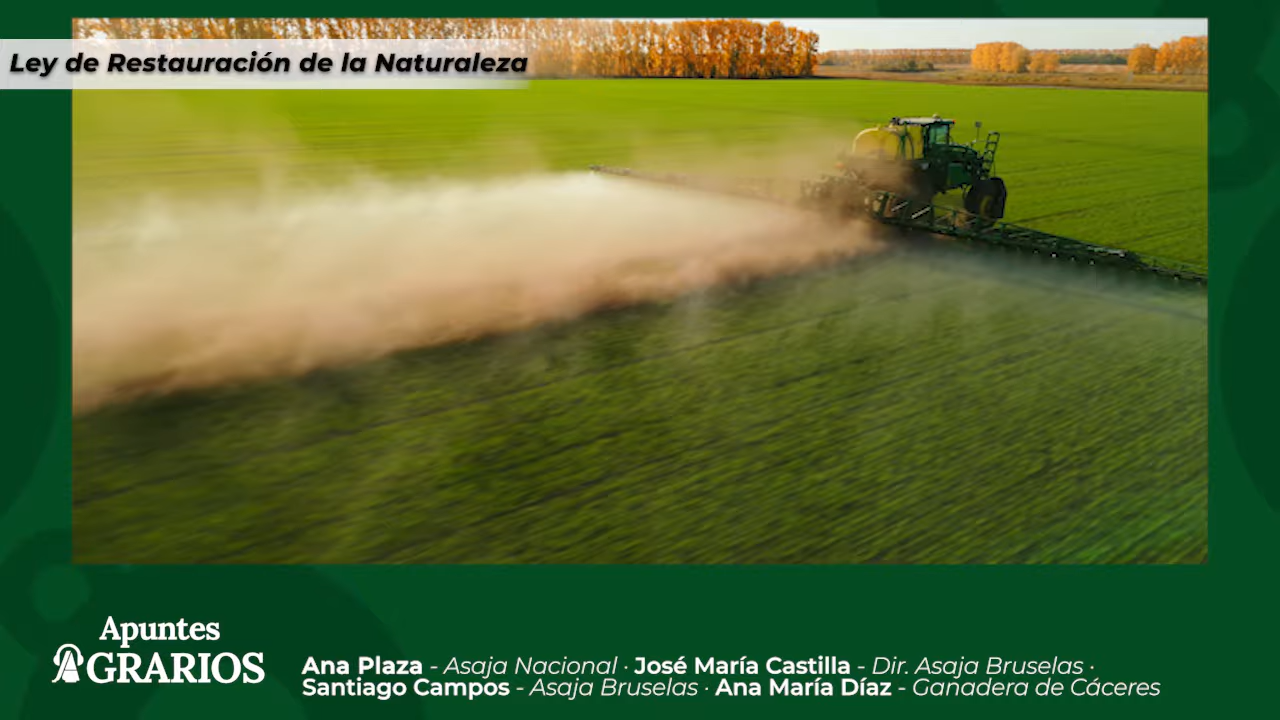 Ley de Restauración de la Naturaleza
Apuntes
AGRARIOS
Ana Plaza - Asaja Nacional · José María Castilla - Dir. Asaja Bruselas ·
Santiago Campos - Asaja Bruselas · Ana María Díaz - Ganadera de Cáceres